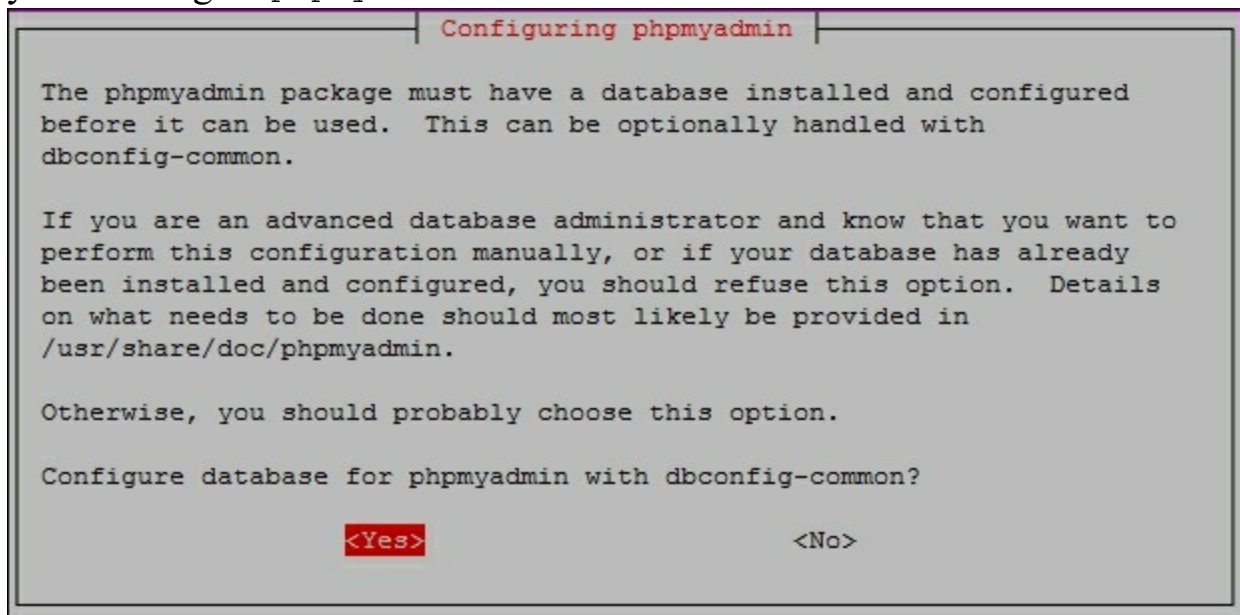 Configuring phpmyadmin
The phpmyadmin package must have a database installed and configured
before it can be used.  This can be optionally handled with
dbconfig-common.
If you are an advanced database administrator and know that you want to
perform this configuration manually, or if your database has already
been installed and configured, you should refuse this option.  Details
on what needs to be done should most likely be provided in
/usr/share/doc/phpmyadmin.
Otherwise, you should probably choose this option.
Configure database for phpmyadmin with dbconfig-common?
<Yes> <No>